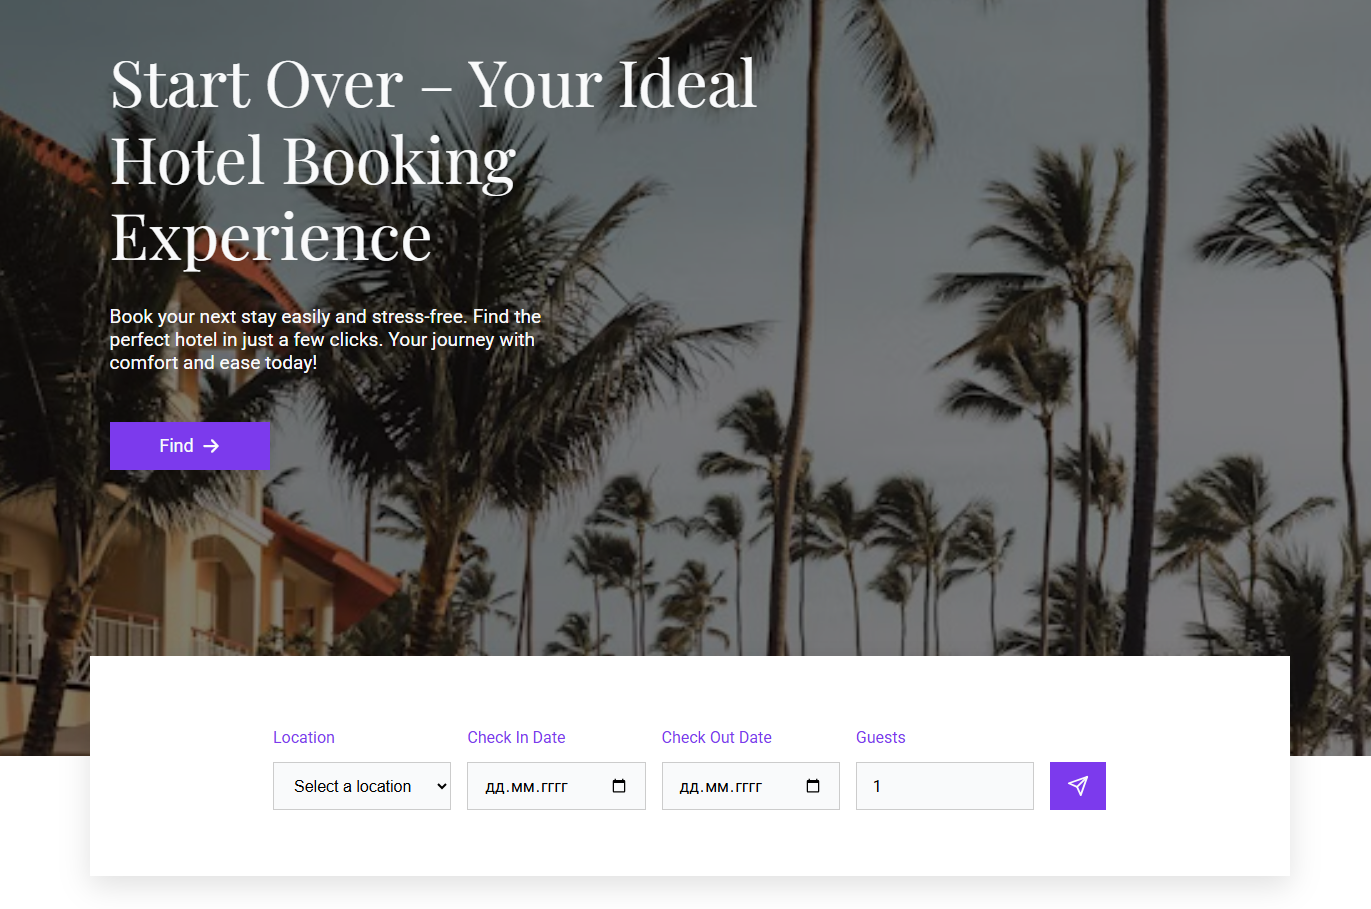 Start Over – Your Ideal
Hotel Booking
Experience
Book your next stay easily and stress-free. Find the
perfect hotel in just a few clicks. Your journey with
comfort and ease today!
Find
Location Check In Date Check Out Date Guests
Select a location дд.мм.гггг дд.мм.гггг 1